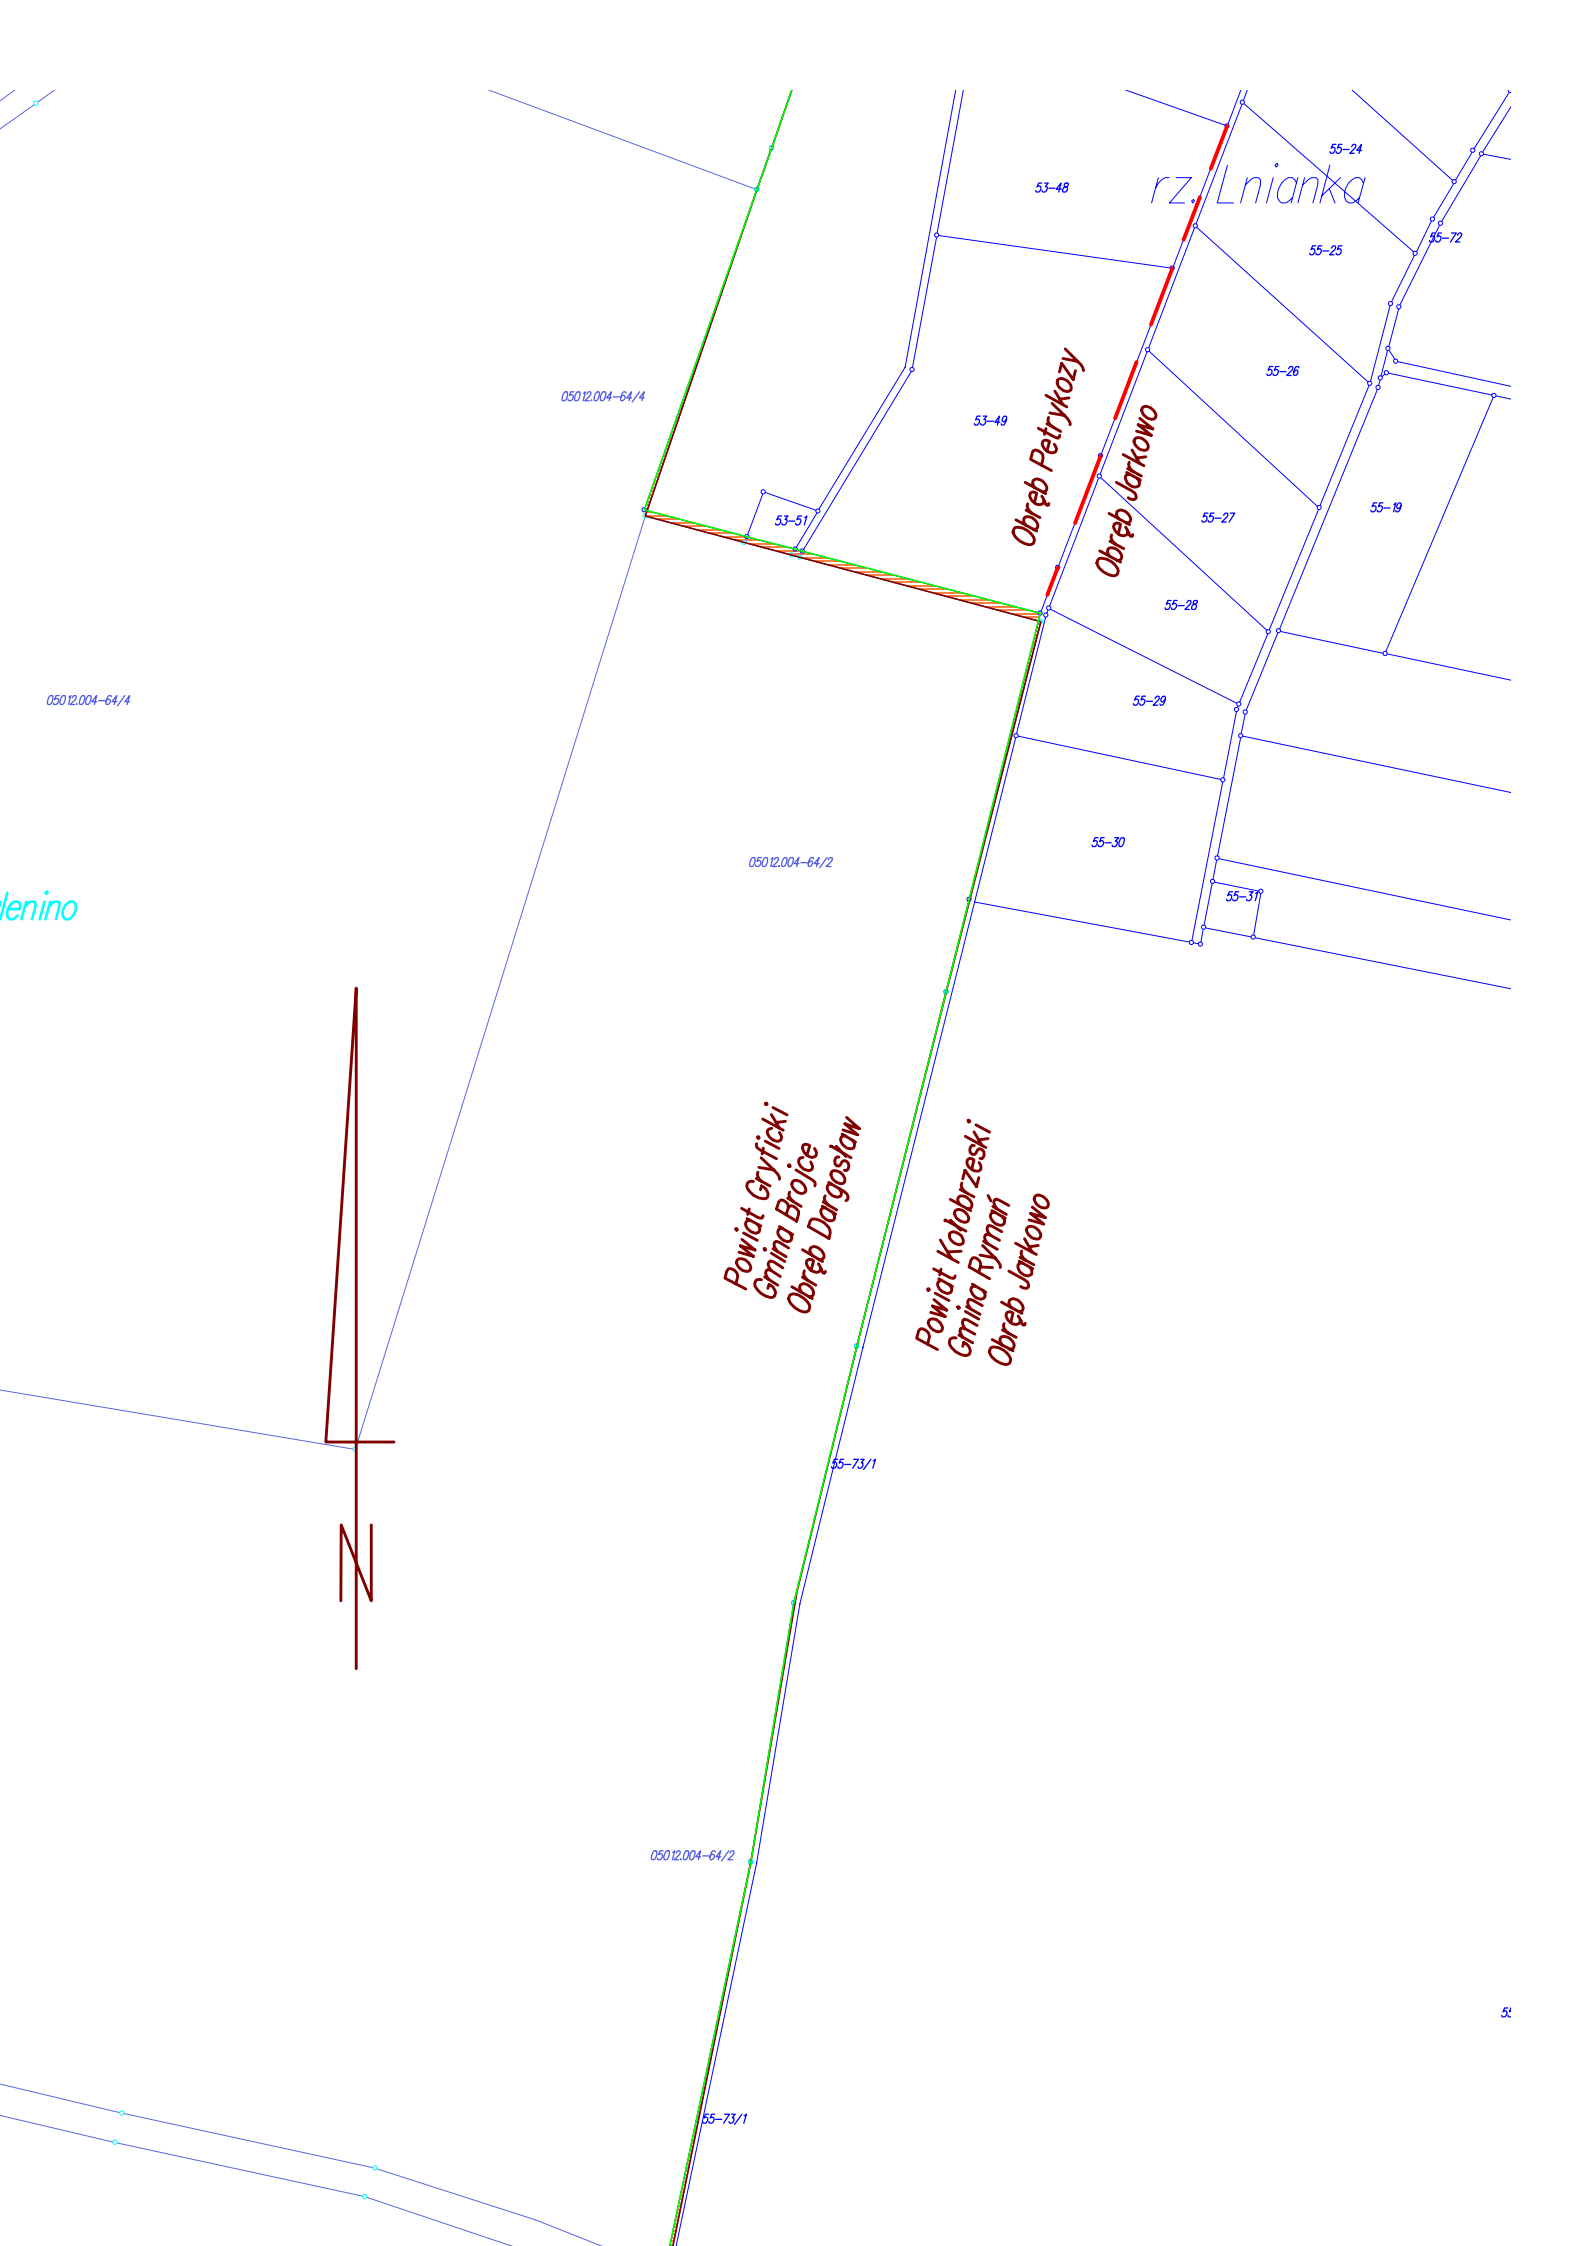 55-24
53-48
rz. Lnianka
55-72
55-25
55-26
05012.004-64/4
53-49
Obręb Petrykozy
Obręb Jarkowo
55-19
55-27
53-51
55-28
05012.004-64/4
55-29
55-30
05012.004-64/2
55-31
lenino
Powiat Gryficki
Gmina Brojce
Obręb Dargosław
Powiat Kołobrzeski
Gmina Rymań
Obręb Jarkowo
55-73/1
N
05012.004-64/2
55-73/1